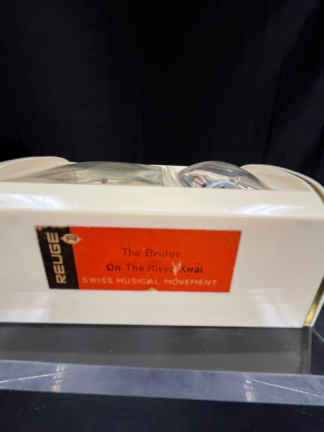 REUGE
The Bridge
On The River Kwai
SWISS MUSICAL MOVEMENT